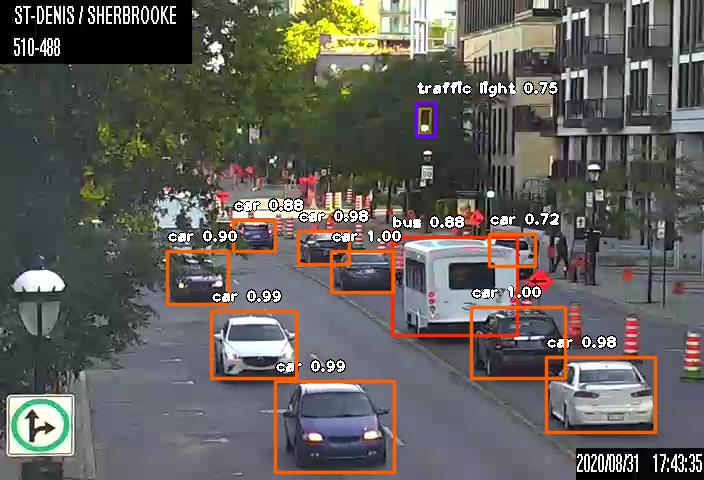 ST-DENIS / SHERBROOKE
510-488
traffic light 0.75
car 0.88
car 0.98
bus 0.88
car 0.72
car 0.90
car 1.00
car 0.99
car 1.00
car 0.98
car 0.99
2020/08/31 17:43:35